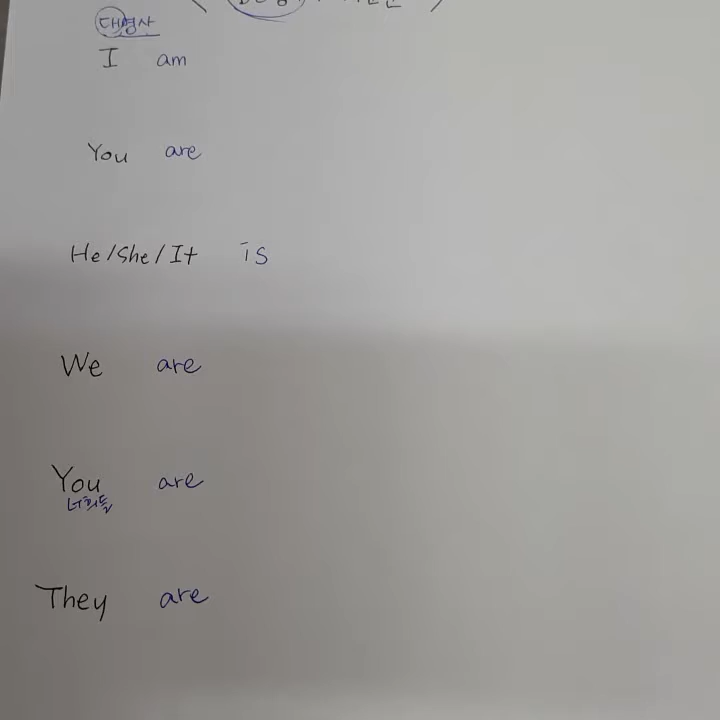 대명사
I am
You are
He/She/It is
We are
You are
너희들
They are